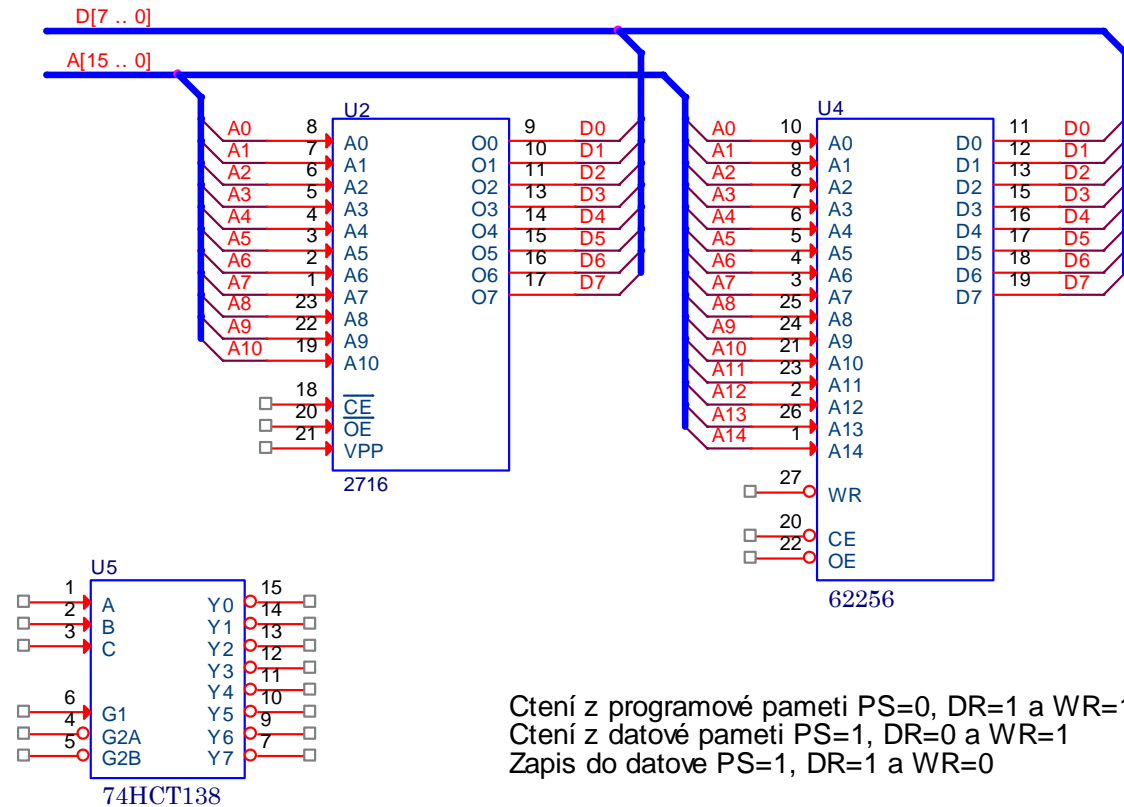 D[7 .. 0]
A[15 .. 0]
U2
A0 8 A0 O0 9 D0
A1 7 A1 O1 10 D1
A2 6 A2 O2 11 D2
A3 5 A3 O3 13 D3
A4 4 A4 O4 14 D4
A5 3 A5 O5 15 D5
A6 2 A6 O6 16 D6
A7 1 A7 O7 17 D7
A8 23 A8
A9 22 A9
A10 19 A10
18 CE
20 OE
21 VPP
2716
U4
A0 10 A0 D0 11 D0
A1 9 A1 D1 12 D1
A2 8 A2 D2 13 D2
A3 7 A3 D3 15 D3
A4 6 A4 D4 16 D4
A5 5 A5 D5 17 D5
A6 4 A6 D6 18 D6
A7 3 A7 D7 19 D7
A8 25 A8
A9 24 A9
A10 21 A10
A11 23 A11
A12 2 A12
A13 26 A13
A14 1 A14
27 WR
20 CE
22 OE
62256
U5
1 A Y0 15
2 B Y1 14
3 C Y2 13
Y3 12
Y4 11
6 G1 Y5 10
4 G2A Y6 9
5 G2B Y7 7
74HCT138
Ctení z programové pameti PS=0, DR=1 a WR=1
Ctení z datové pameti PS=1, DR=0 a WR=1
Zapis do datove PS=1, DR=1 a WR=0